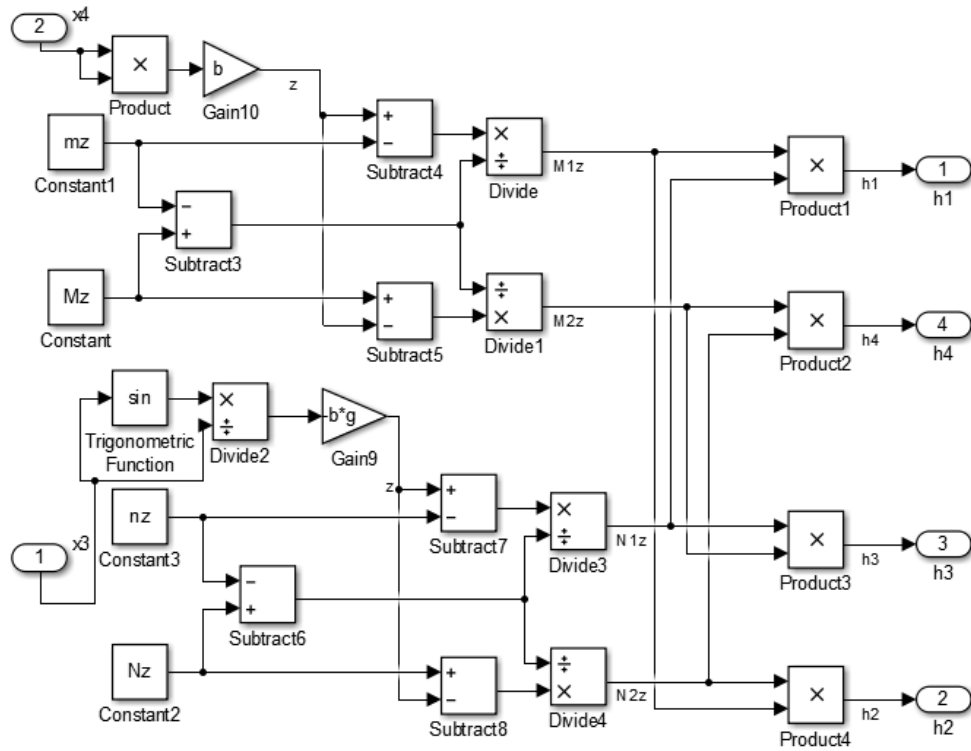 2
x4
×
Product
b
Gain10
z
mz
Constant1
+
−
Subtract4
×
÷
Divide
M1z
×
Product1
h1
1
h1
−
+
Subtract3
Mz
Constant
+
−
Subtract5
÷
×
Divide1
M2z
×
Product2
h4
4
h4
sin
Trigonometric
Function
×
÷
Divide2
-b*g
Gain9
z
nz
Constant3
+
−
Subtract7
×
÷
Divide3
N1z
×
Product3
h3
3
h3
1
x3
−
+
Subtract6
Nz
Constant2
+
−
Subtract8
÷
×
Divide4
N2z
×
Product4
h2
2
h2